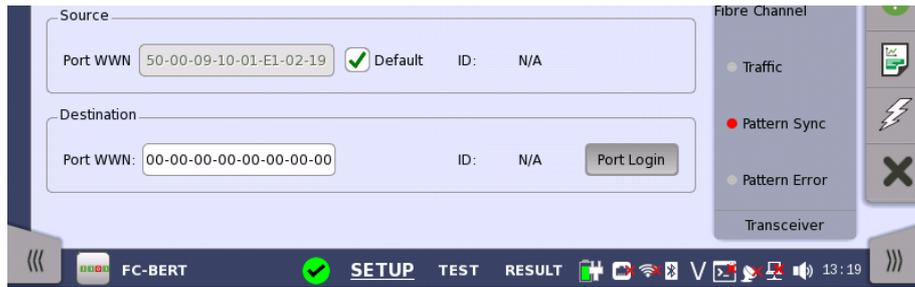 Source
Port WWN 50-00-09-10-01-E1-02-19 Default ID: N/A
Destination
Port WWN: 00-00-00-00-00-00-00-00 ID: N/A Port Login
Fibre Channel
Traffic
Pattern Sync
Pattern Error
Transceiver
FC-BERT SETUP TEST RESULT 13:19